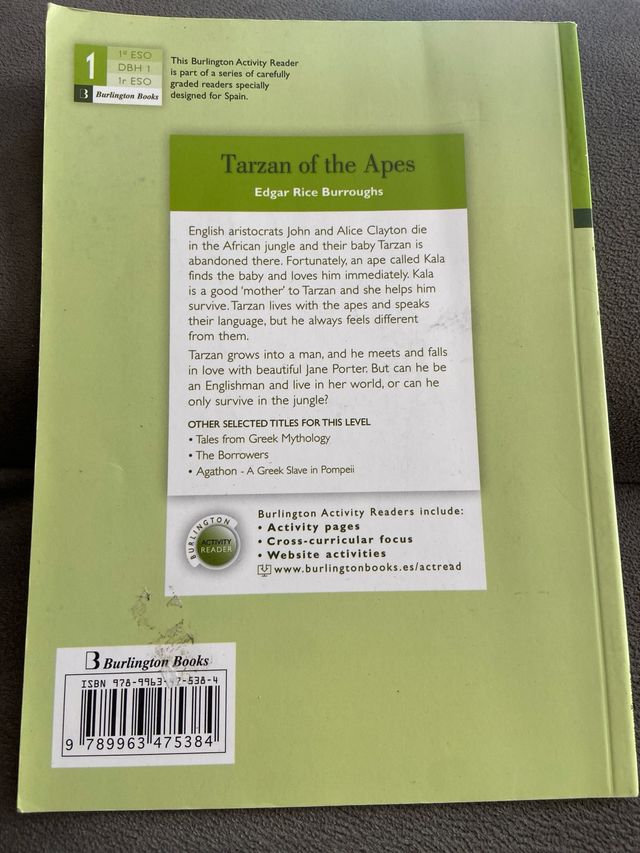 1
1st ESO
DBH 1
1r ESO
B Burlington Books
This Burlington Activity Reader
is part of a series of carefully
graded readers specially
designed for Spain.
Tarzan of the Apes
Edgar Rice Burroughs
English aristocrats John and Alice Clayton die
in the African jungle and their baby Tarzan is
abandoned there. Fortunately, an ape called Kala
finds the baby and loves him immediately. Kala
is a good ‘mother’ to Tarzan and she helps him
survive. Tarzan lives with the apes and speaks
their language, but he always feels different
from them.
Tarzan grows into a man, and he meets and falls
in love with beautiful Jane Porter. But can he be
an Englishman and live in her world, or can he
only survive in the jungle?
OTHER SELECTED TITLES FOR THIS LEVEL
• Tales from Greek Mythology
• The Borrowers
• Agathon - A Greek Slave in Pompeii
BURLINGTON
ACTIVITY
READER
Burlington Activity Readers include:
• Activity pages
• Cross-curricular focus
• Website activities
www.burlingtonbooks.es/actread
B Burlington Books
ISBN 978-9963-47-538-4
9 789963 475384